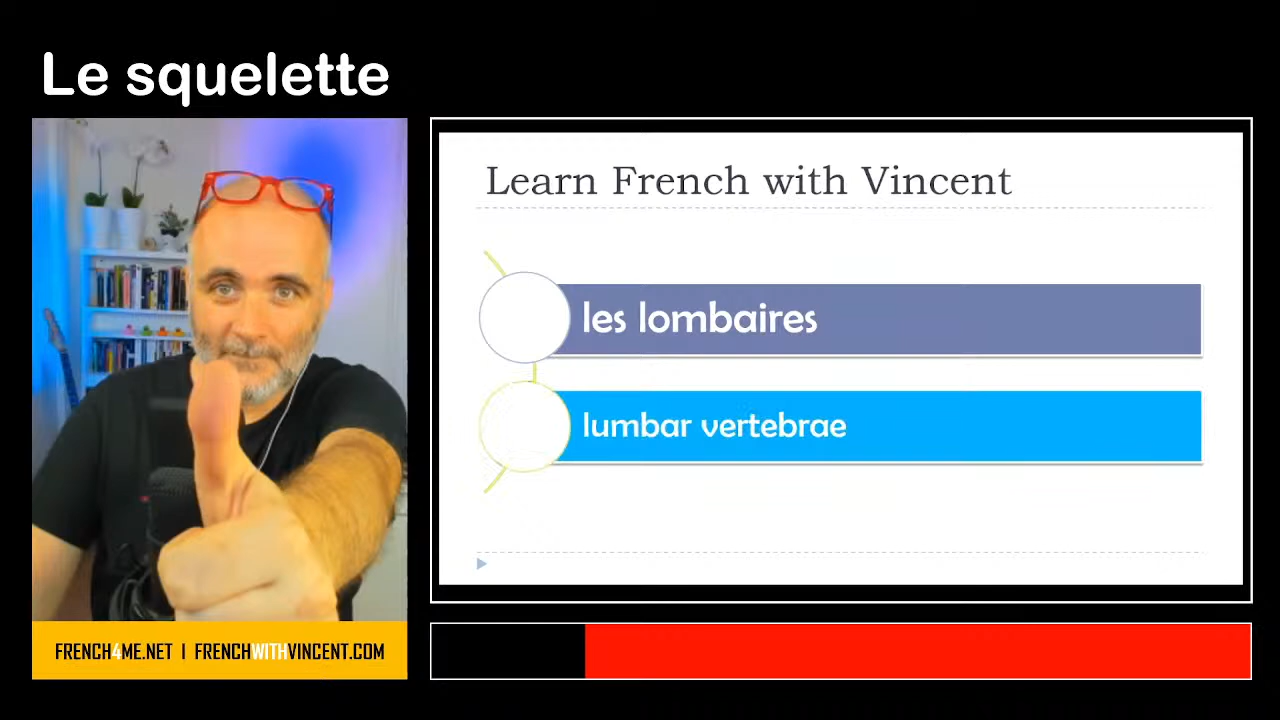 Le squelette
Learn French with Vincent
les lombaires
lumbar vertebrae
FRENCH4ME.NET I FRENCHWITHVINCENT.COM